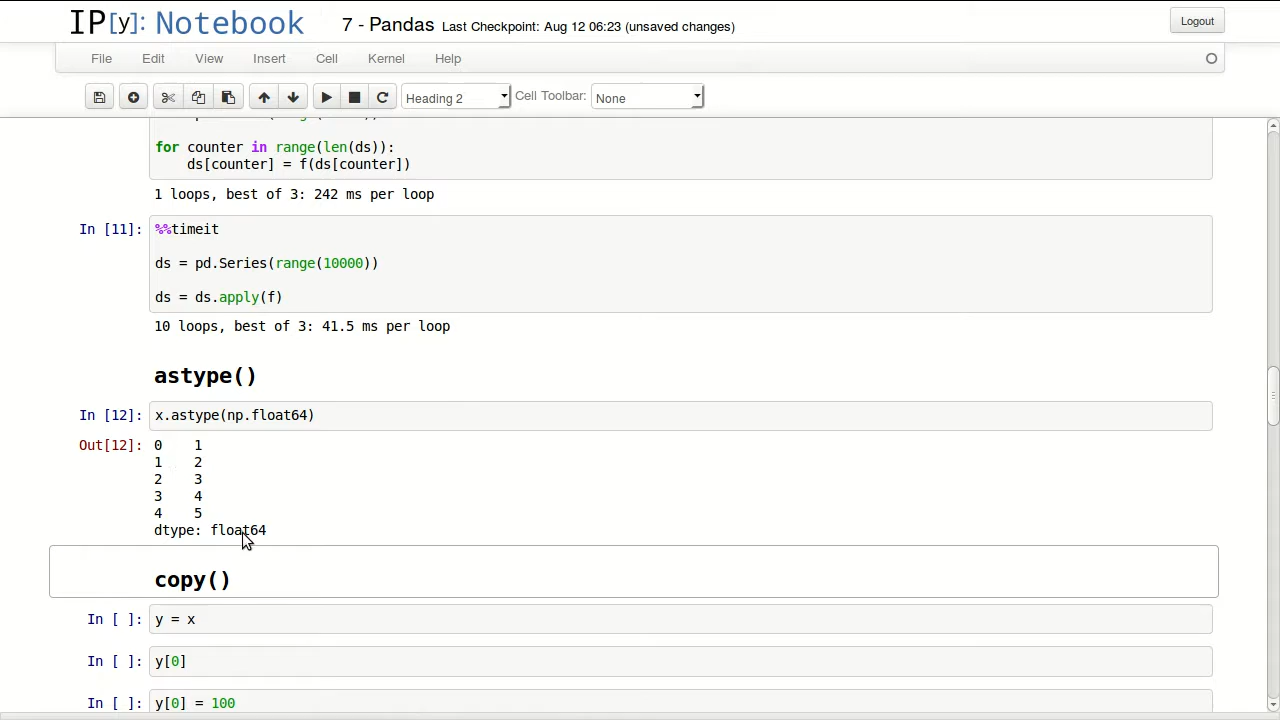 IP[y]: Notebook 7 - Pandas Last Checkpoint: Aug 12 06:23 (unsaved changes) Logout
File Edit View Insert Cell Kernel Help
Heading 2 Cell Toolbar: None
for counter in range(len(ds)):
ds[counter] = f(ds[counter])
1 loops, best of 3: 242 ms per loop
In [11]: %%timeit
ds = pd.Series(range(10000))
ds = ds.apply(f)
10 loops, best of 3: 41.5 ms per loop
astype()
In [12]: x.astype(np.float64)
Out[12]: 0 1
1 2
2 3
3 4
4 5
dtype: float64
copy()
In [ ]: y = x
In [ ]: y[0]
In [ ]: y[0] = 100